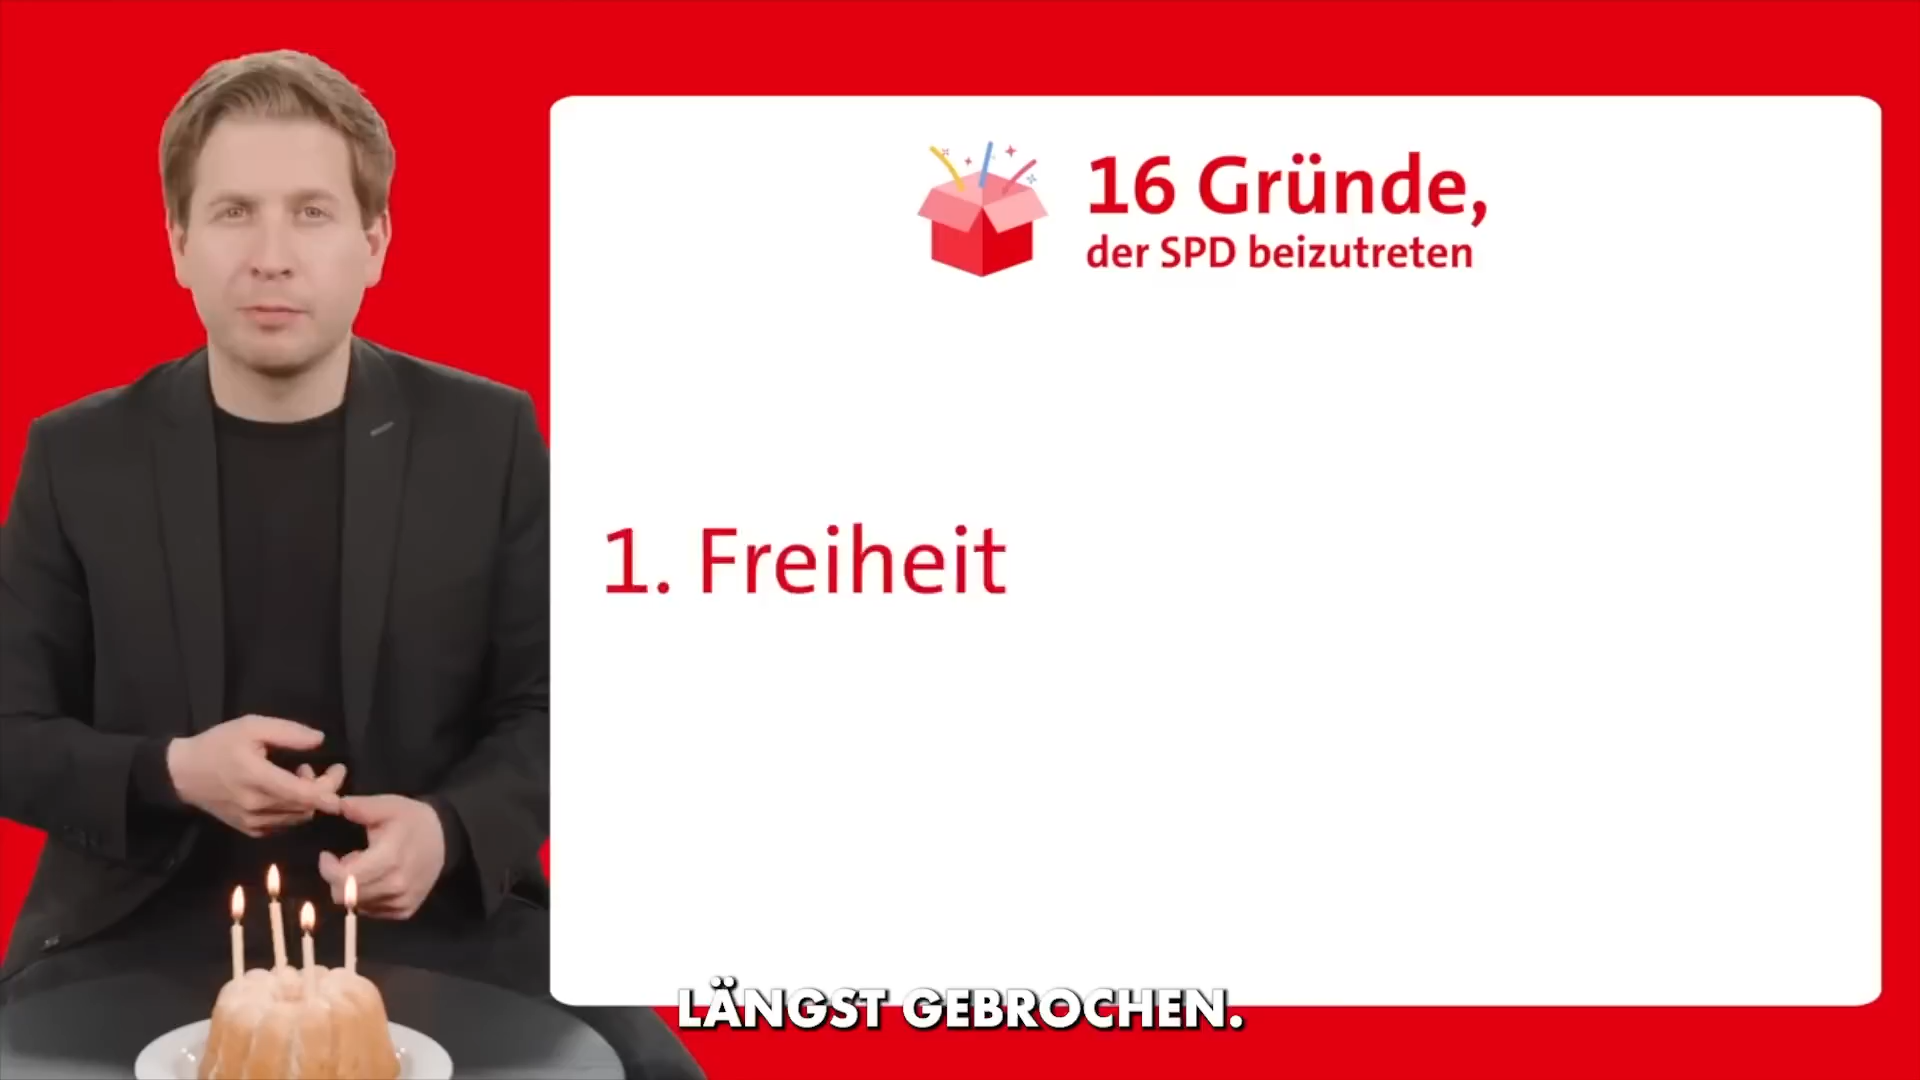 16 Gründe,
der SPD beizutreten
1. Freiheit
LÄNGST GEBROCHEN.